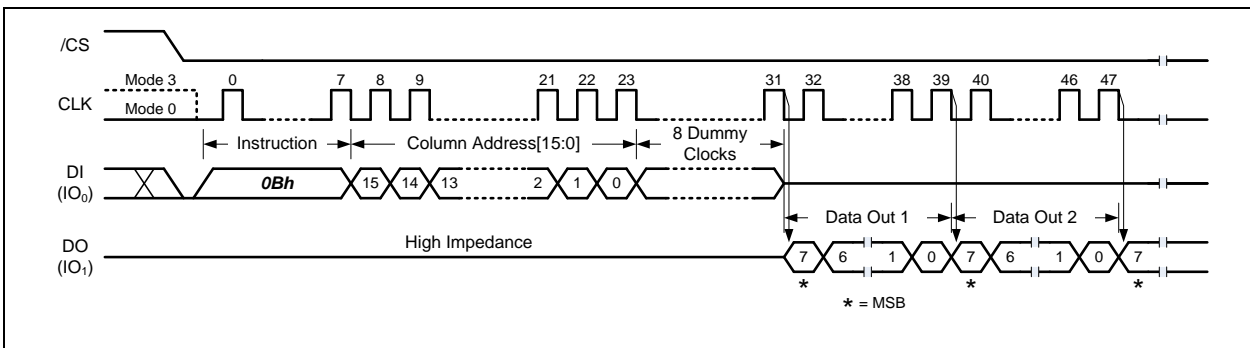 /CS
Mode 3 0 7 8 9 21 22 23 31 32 38 39 40 46 47
CLK
Mode 0
Instruction Column Address[15:0] 8 Dummy
Clocks
DI
(IO0) 0Bh 15 14 13 2 1 0
Data Out 1 Data Out 2
DO High Impedance
(IO1) 7 6 1 0 7 6 1 0 7
* * *
* = MSB